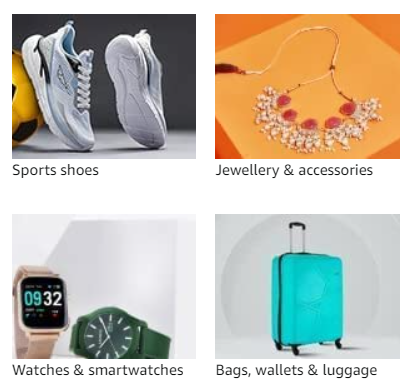 Sports shoes
Jewellery & accessories
09 32
Watches & smartwatches
Bags, wallets & luggage